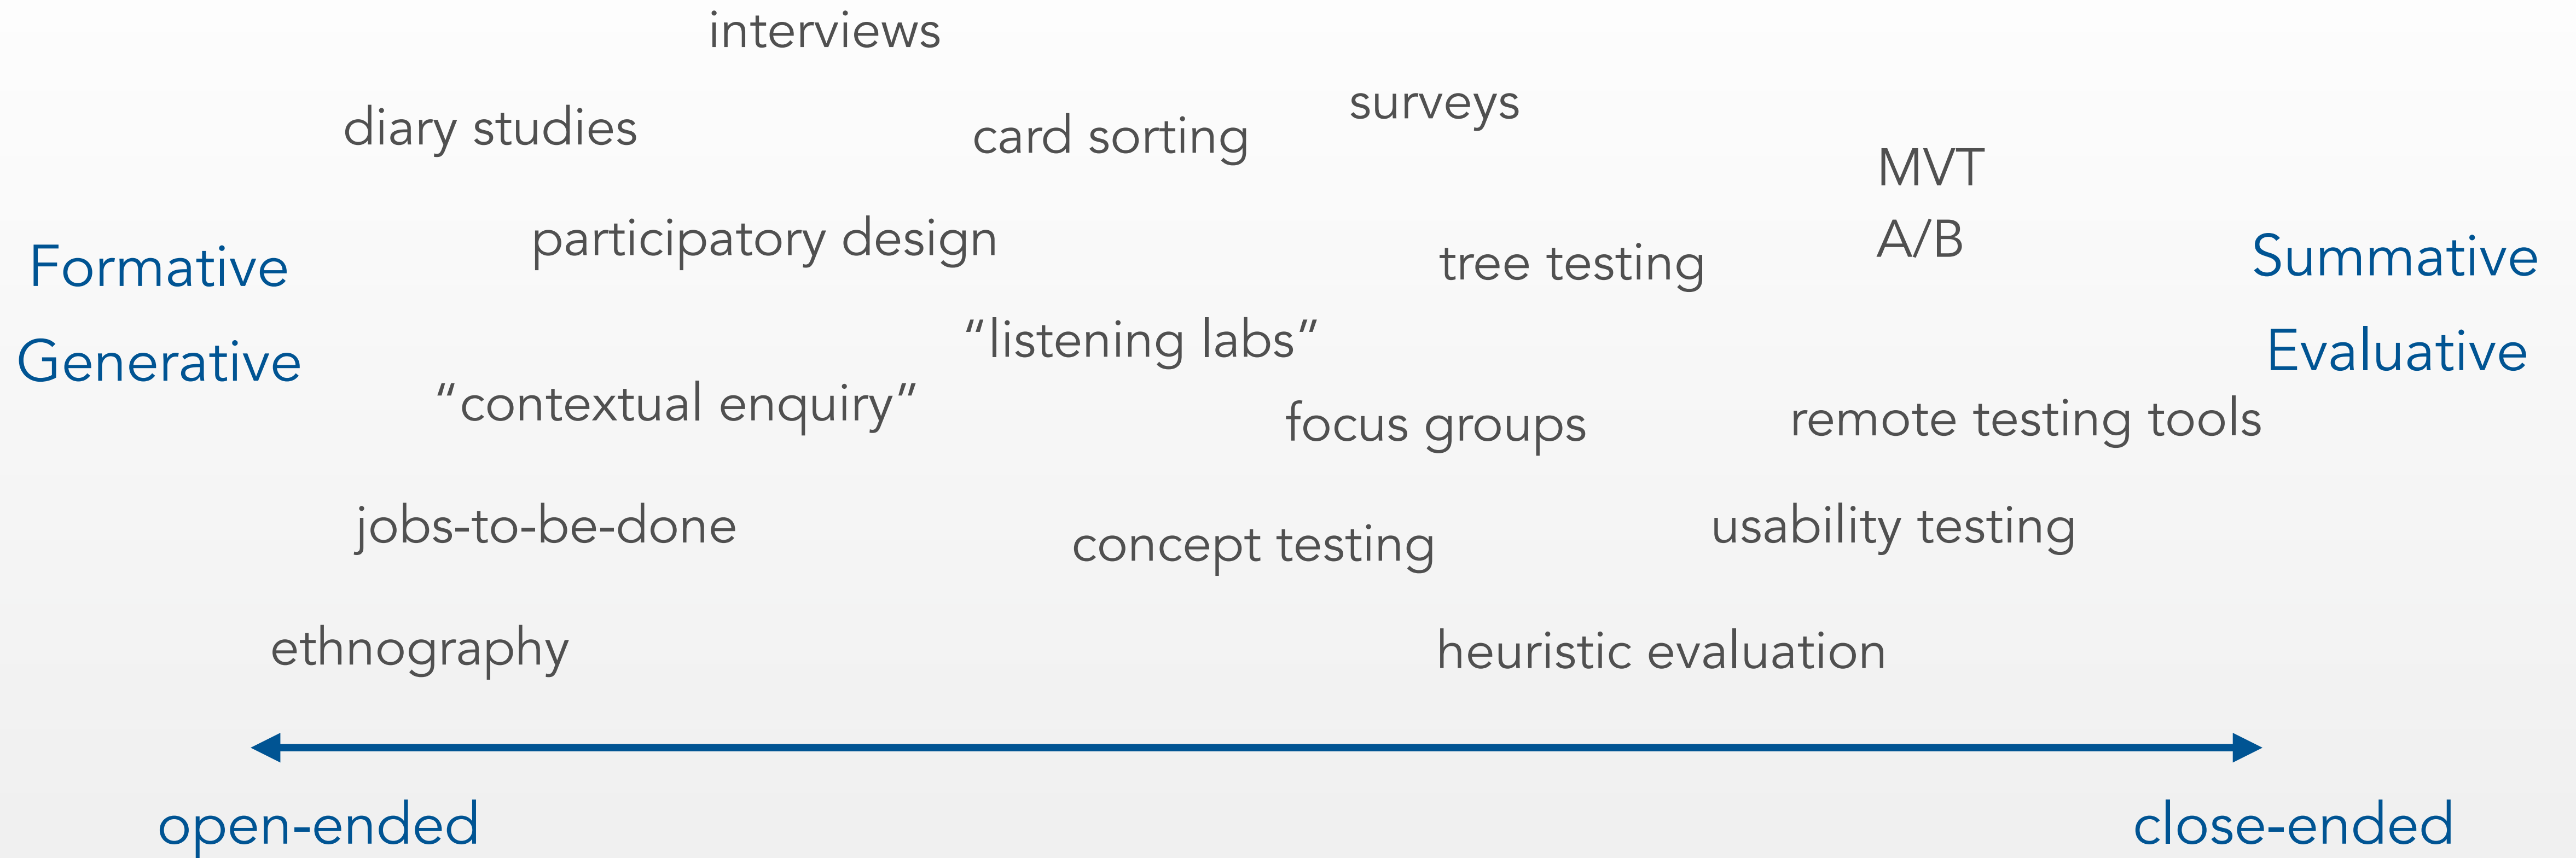 interviews
surveys
diary studies
card sorting
MVT
participatory design
A/B
Formative
tree testing
Summative
“listening labs”
Generative
Evaluative
“contextual enquiry”
focus groups
remote testing tools
jobs-to-be-done
concept testing
usability testing
ethnography
heuristic evaluation
open-ended
close-ended